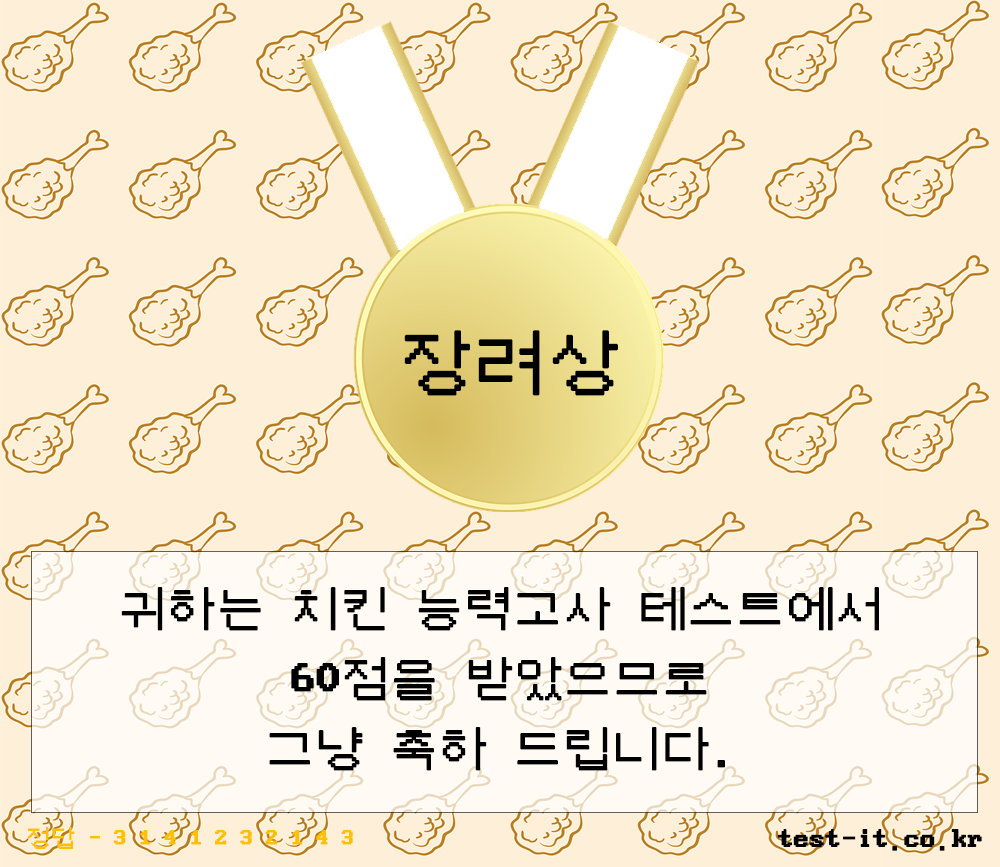 장려상
귀하는 치킨 능력고사 테스트에서
60점을 받았으므로
그냥 축하 드립니다.
정답 - 3 1 4 1 2 3 2 1 4 3
test-it.co.kr